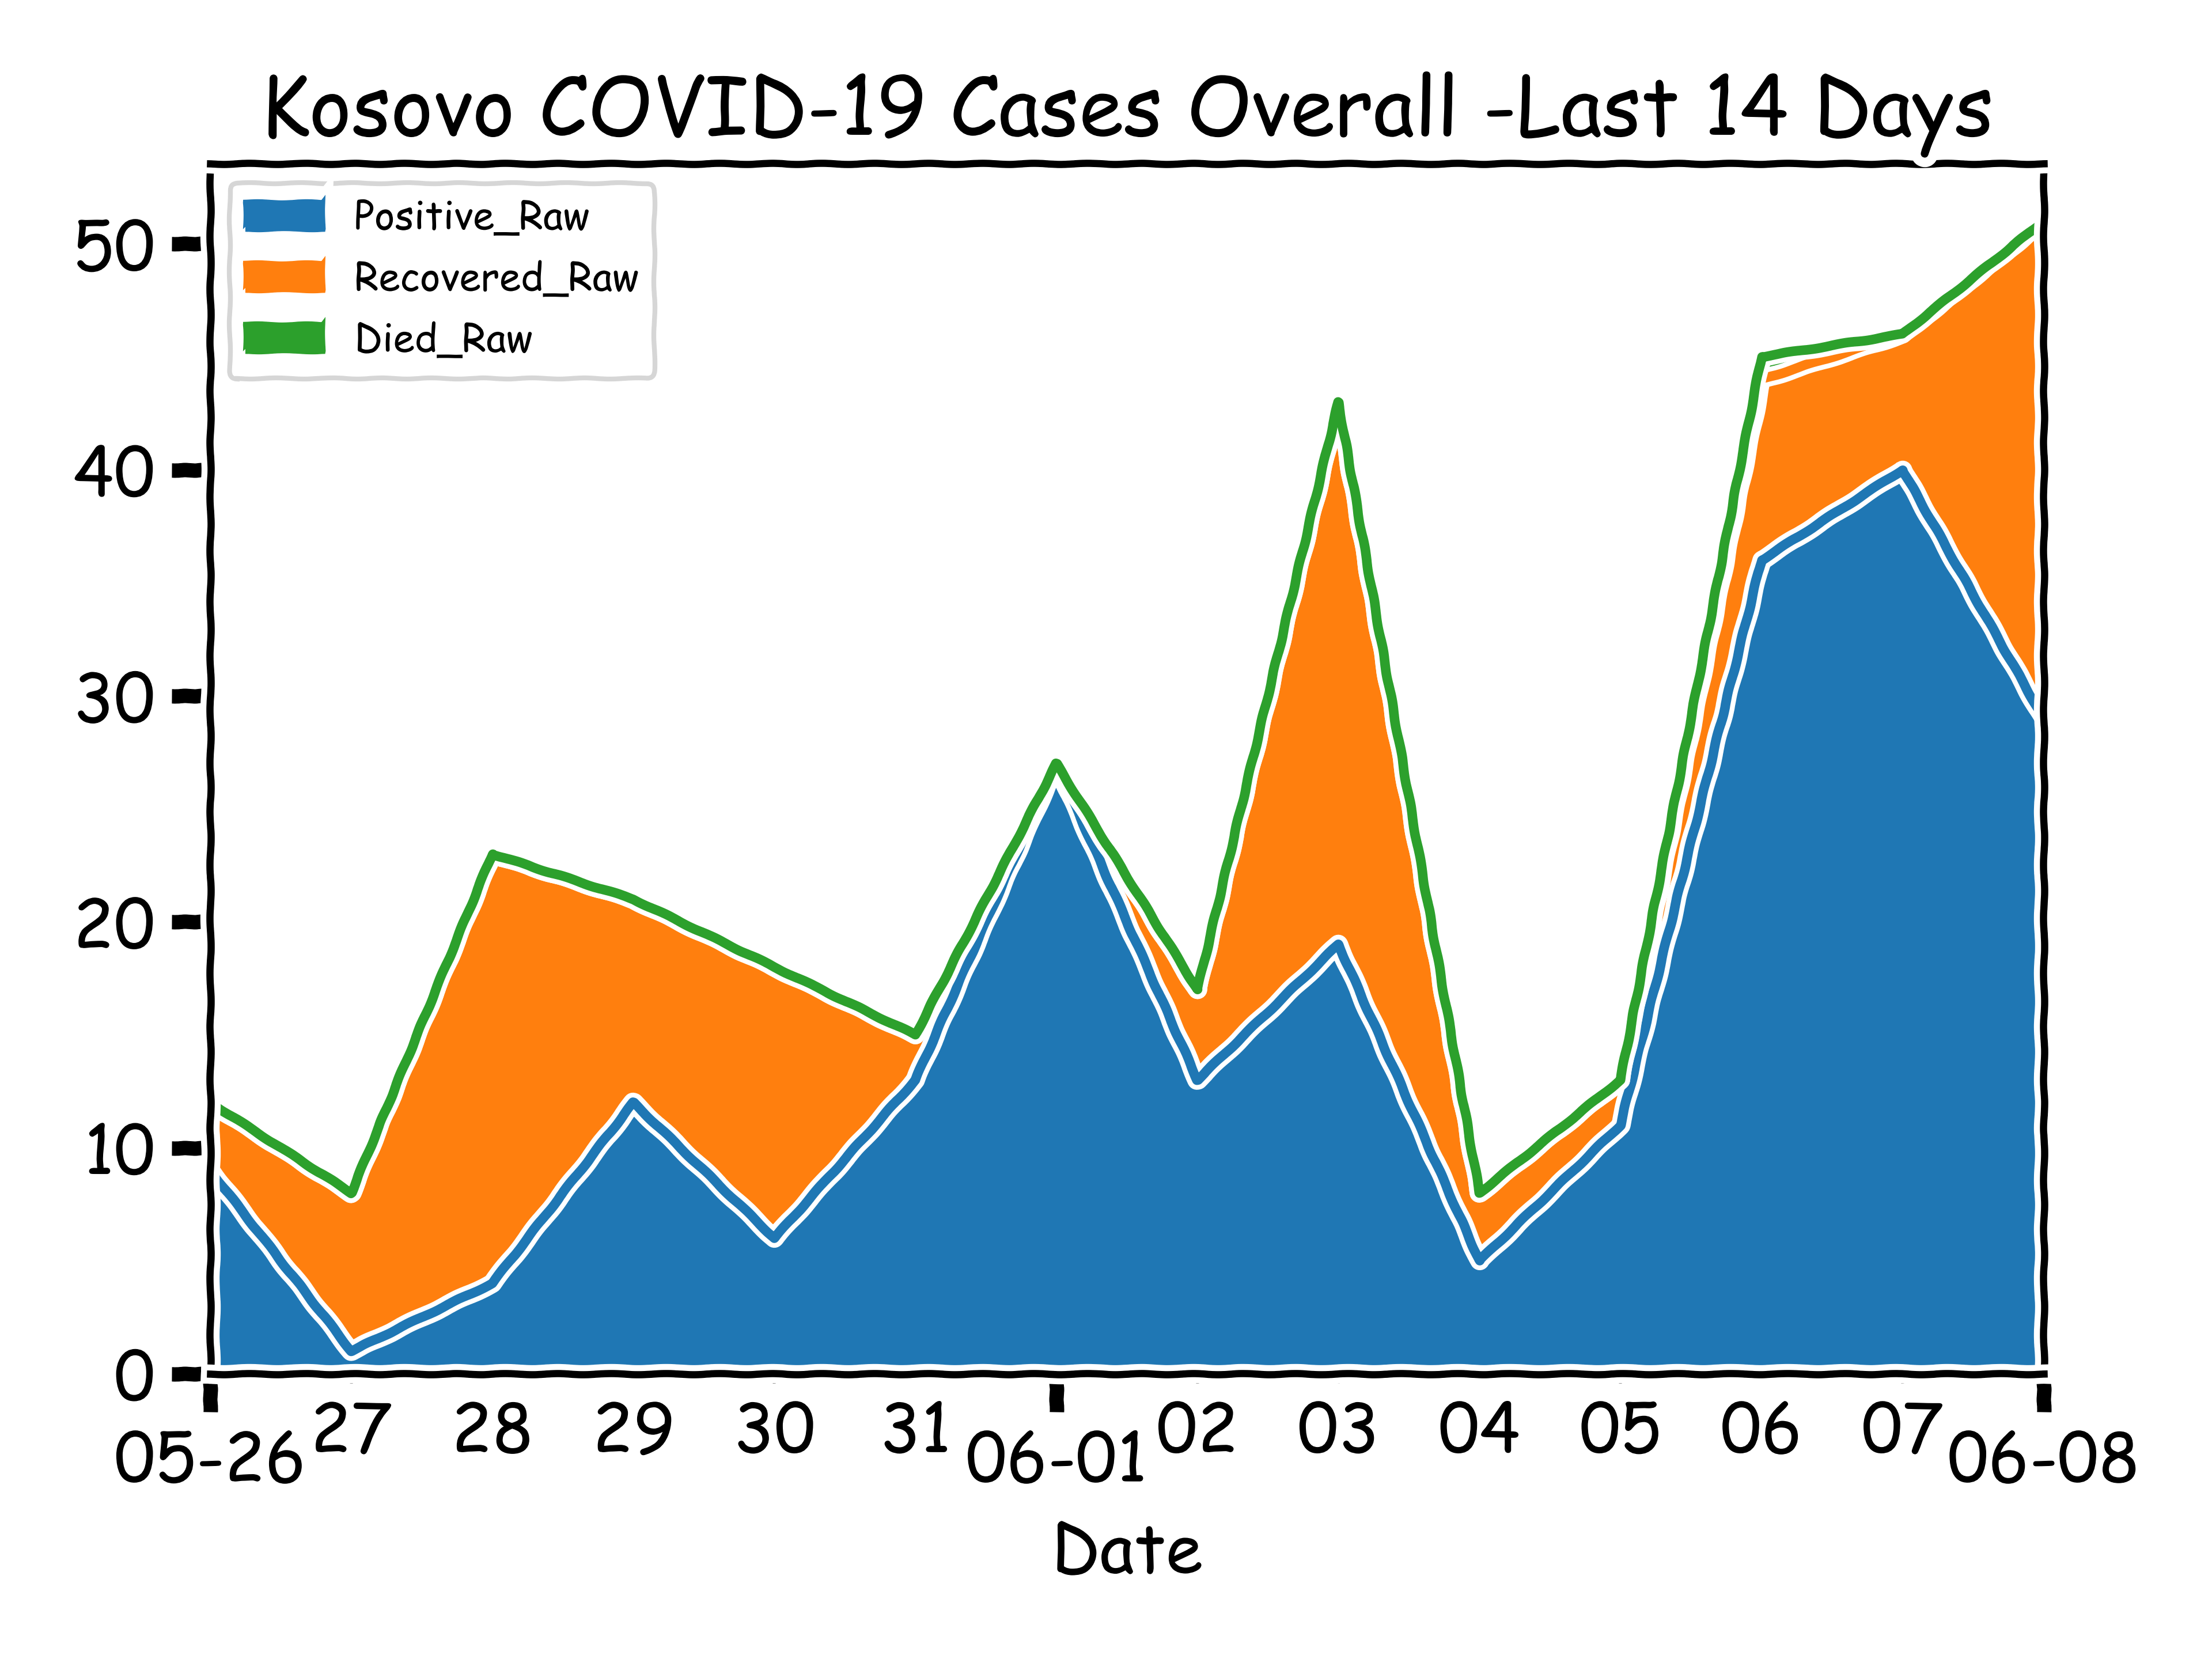 Kosovo COVID-19 Cases Overall -Last 14 Days
Positive_Raw
Recovered_Raw
Died_Raw
50
40
30
20
10
0
05-26 27 28 29 30 31 06-01 02 03 04 05 06 07 06-08
Date